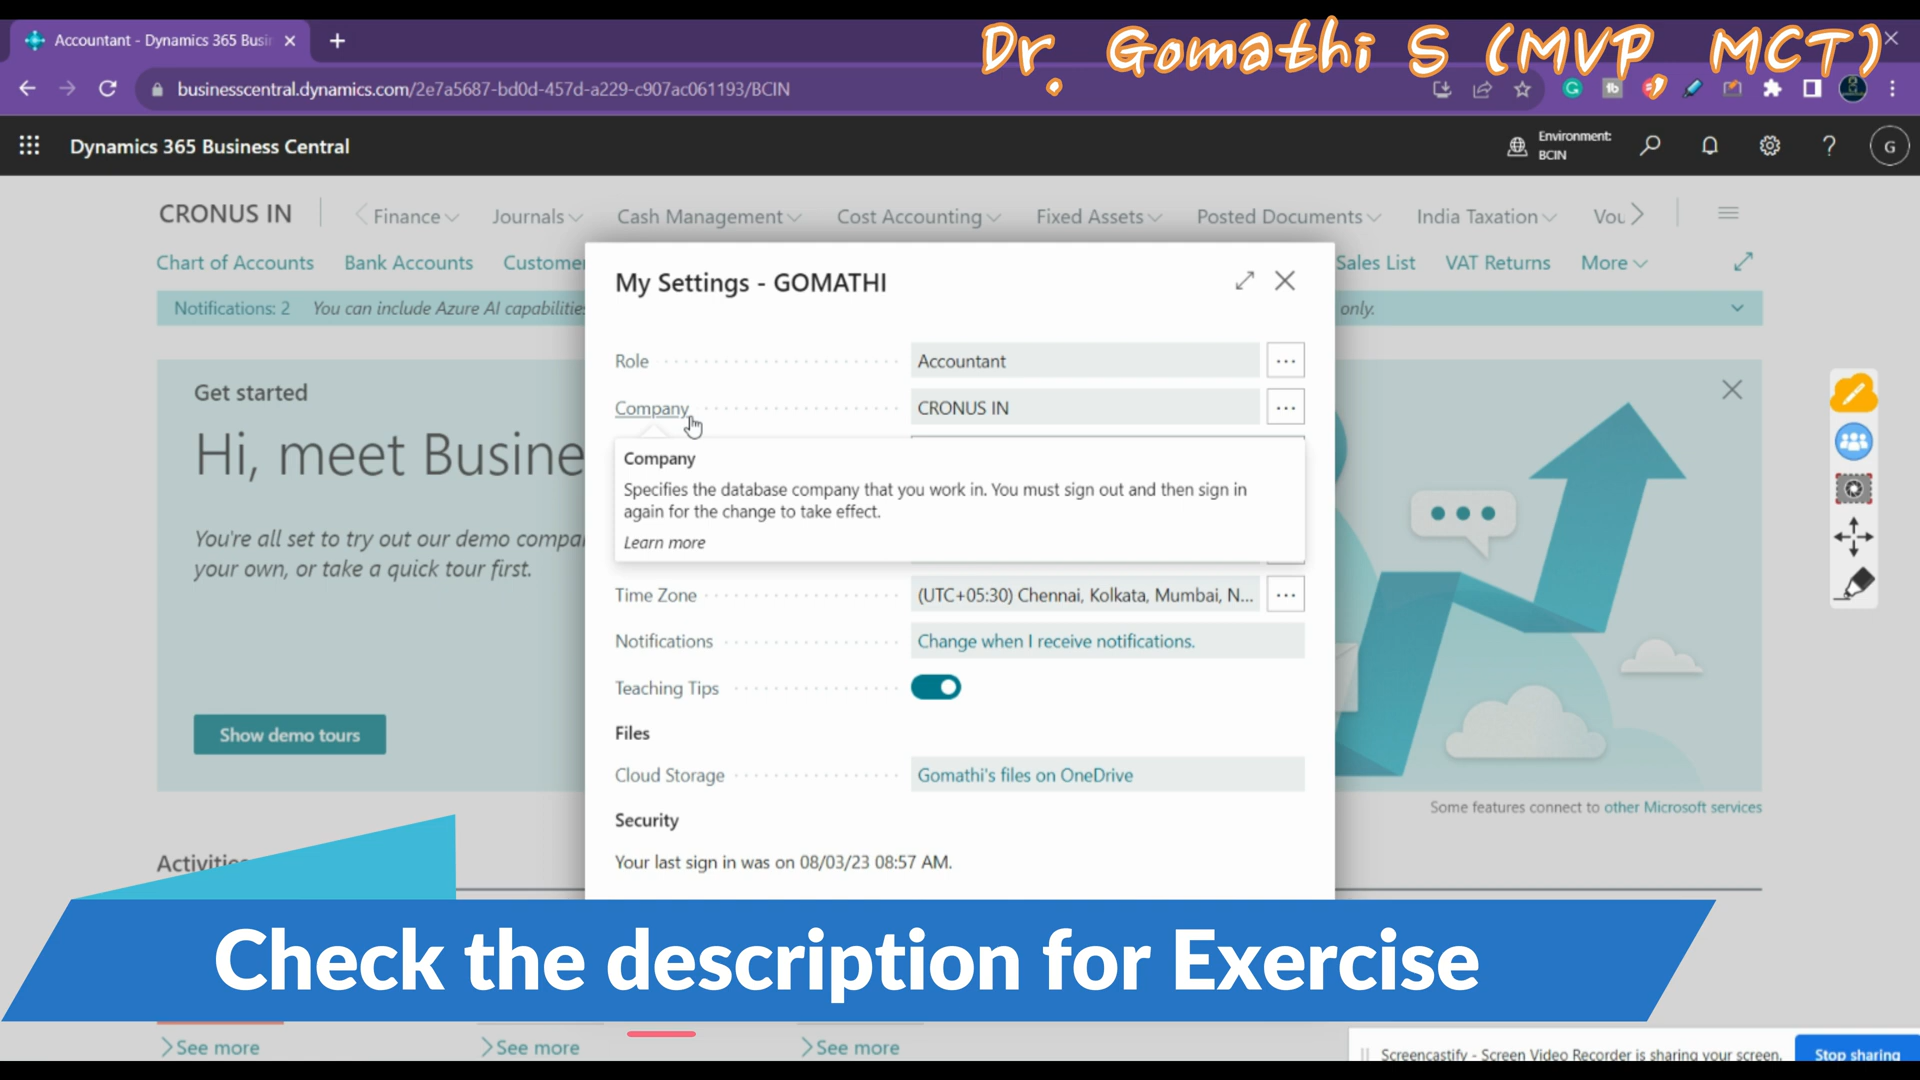 Accountant - Dynamics 365 Busi
Dr. Gomathi S (MVP, MCT)
businesscentral.dynamics.com/2e7a5687-bd0d-457d-a229-c907ac061193/BCIN
Dynamics 365 Business Central
Environment:
BCIN
G
CRONUS IN
Finance
Journals
Cash Management
Cost Accounting
Fixed Assets
Posted Documents
India Taxation
Vou
Chart of Accounts
Bank Accounts
Custome
Sales List
VAT Returns
More
Notifications: 2
You can include Azure AI capabilitie
only.
My Settings - GOMATHI
Role
Accountant
Company
CRONUS IN
Company
Specifies the database company that you work in. You must sign out and then sign in
again for the change to take effect.
Learn more
Time Zone
(UTC+05:30) Chennai, Kolkata, Mumbai, N...
Notifications
Change when I receive notifications.
Teaching Tips
Files
Cloud Storage
Gomathi's files on OneDrive
Security
Your last sign in was on 08/03/23 08:57 AM.
Get started
Hi, meet Busine
You're all set to try out our demo compa
your own, or take a quick tour first.
Show demo tours
Some features connect to other Microsoft services
Check the description for Exercise
See more
See more
See more
Screencastify - Screen Video Recorder is sharing your screen.
Stop sharing